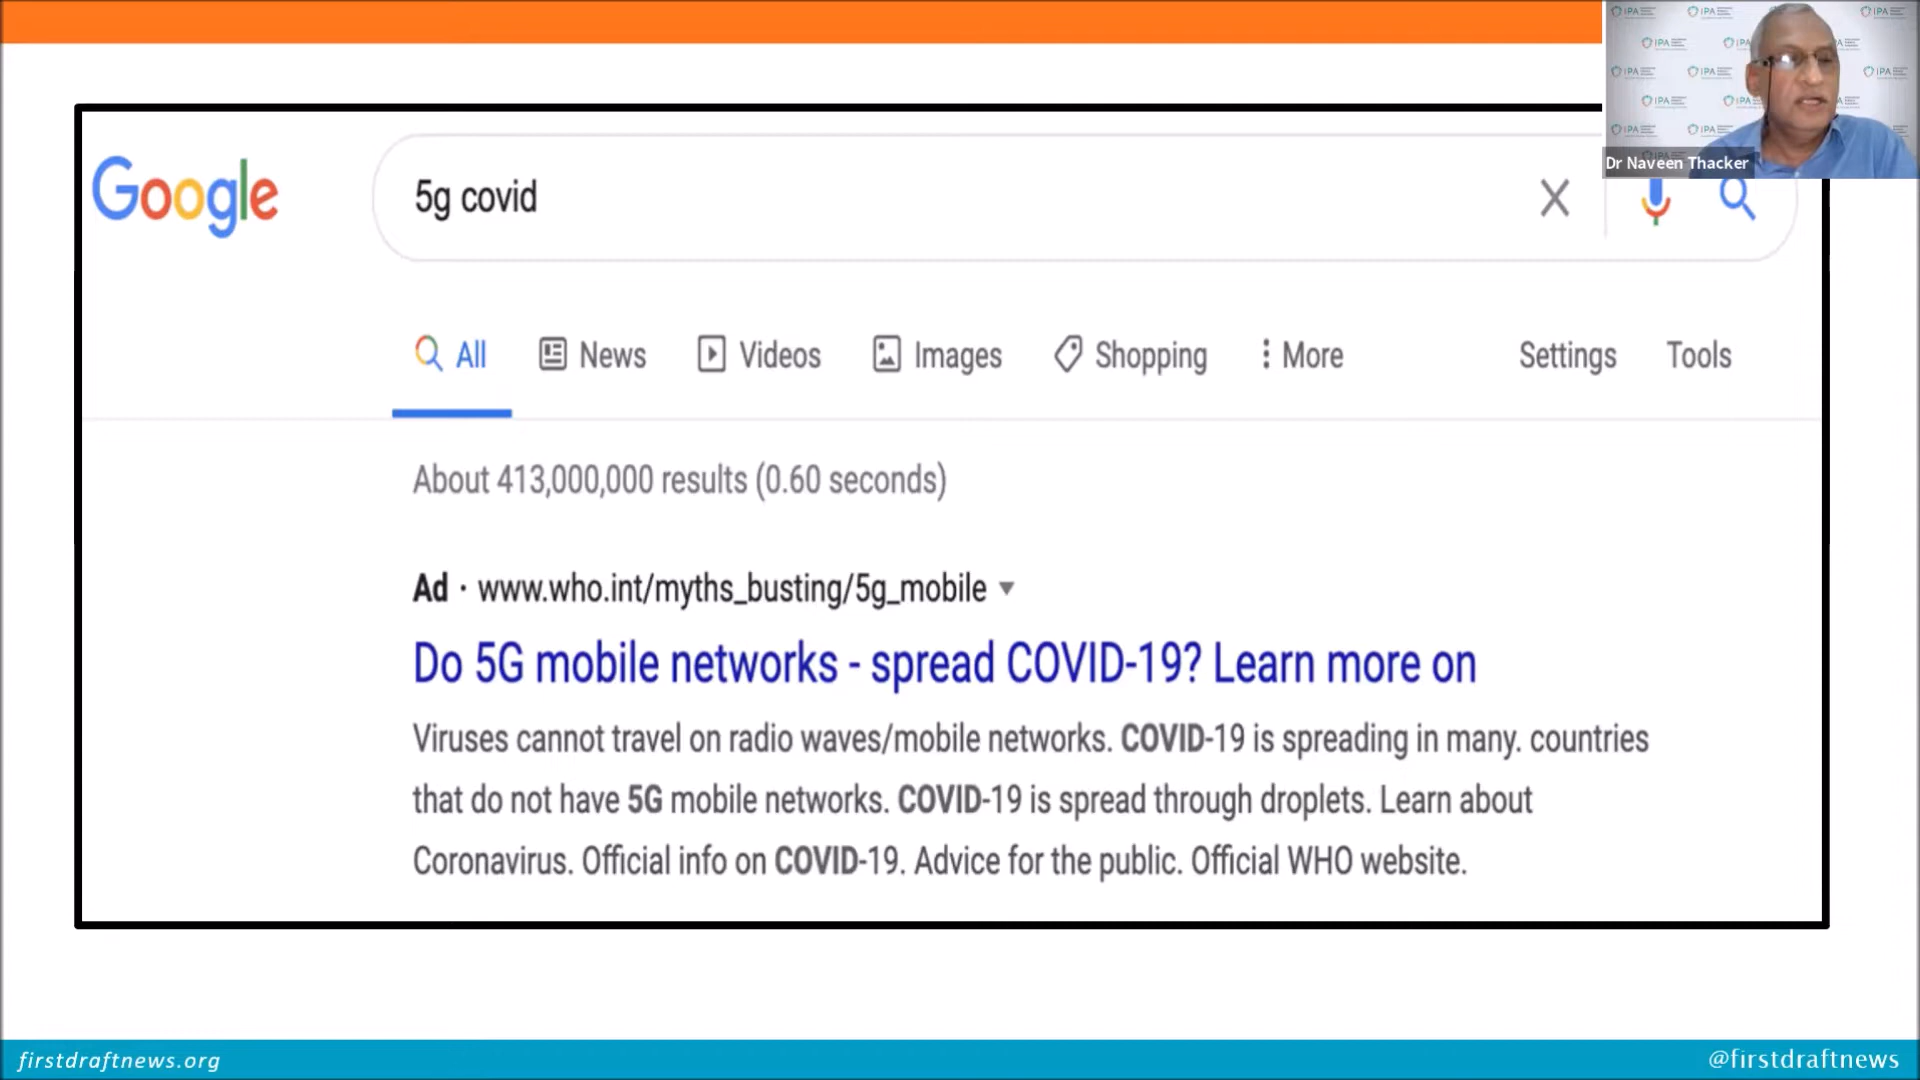 Dr Naveen Thacker
IPA
Google
5g covid
All
News
Videos
Images
Shopping
More
Settings
Tools
About 413,000,000 results (0.60 seconds)
Ad · www.who.int/myths_busting/5g_mobile
Do 5G mobile networks - spread COVID-19? Learn more on
Viruses cannot travel on radio waves/mobile networks. COVID-19 is spreading in many. countries
that do not have 5G mobile networks. COVID-19 is spread through droplets. Learn about
Coronavirus. Official info on COVID-19. Advice for the public. Official WHO website.
firstdraftnews.org
@firstdraftnews